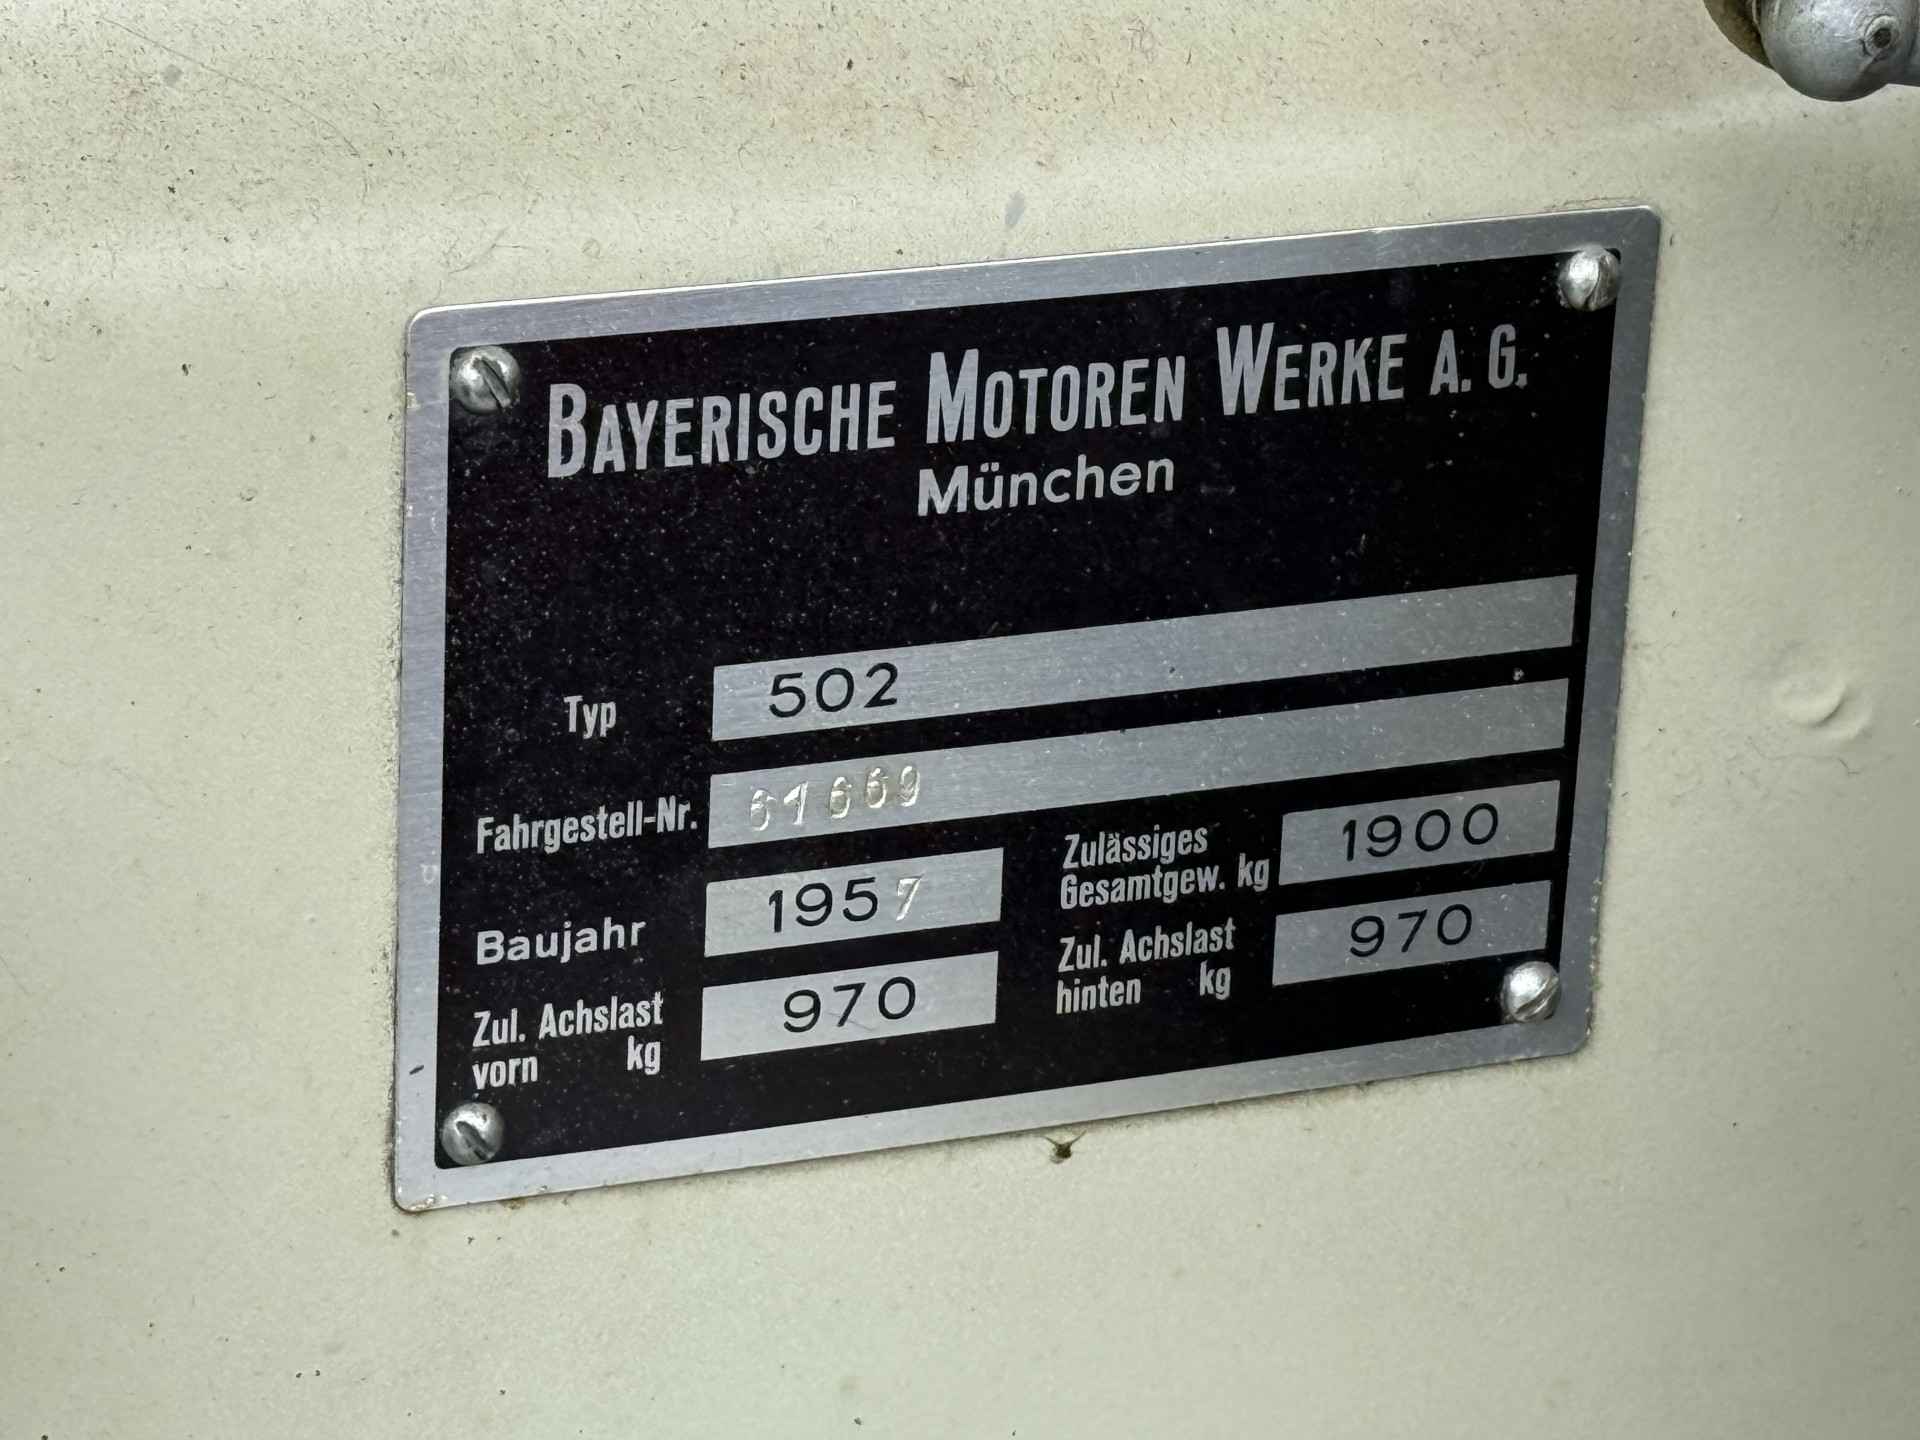 BAYERISCHE MOTOREN WERKE A. G.
München
Typ 502
Fahrgestell-Nr. 61669
Baujahr 1957
Zulässiges
Gesamtgew. kg 1900
Zul. Achslast
vorn kg 970
Zul. Achslast
hinten kg 970